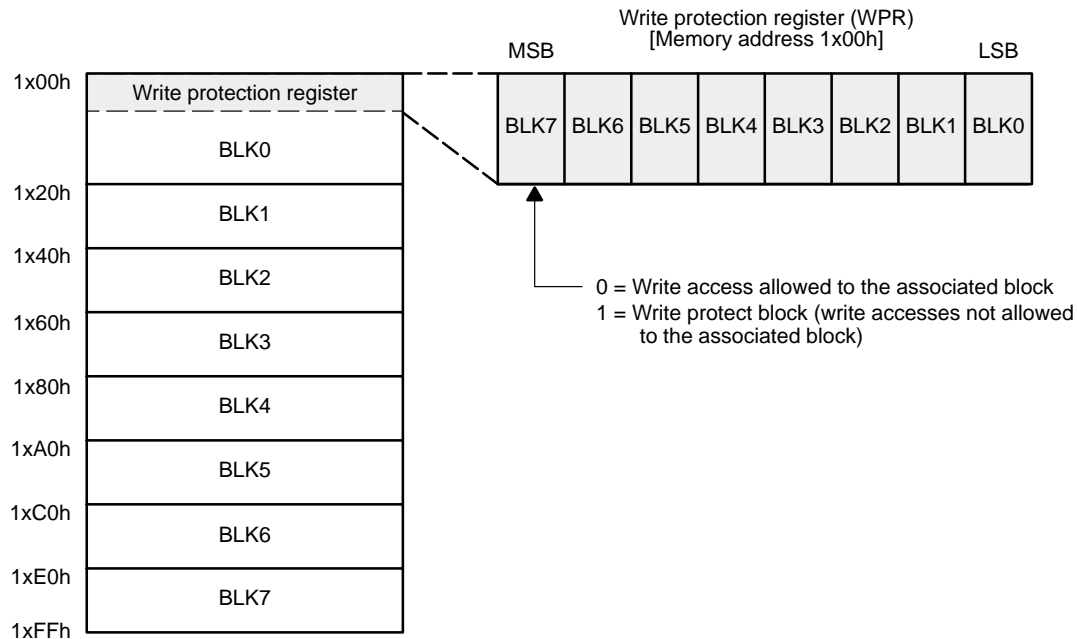 Write protection register (WPR)
[Memory address 1x00h]
MSB
LSB
1x00h
Write protection register
BLK7 BLK6 BLK5 BLK4 BLK3 BLK2 BLK1 BLK0
BLK0
1x20h
BLK1
1x40h
BLK2
1x60h
BLK3
1x80h
BLK4
1xA0h
BLK5
1xC0h
BLK6
1xE0h
BLK7
1xFFh
0 = Write access allowed to the associated block
1 = Write protect block (write accesses not allowed
to the associated block)